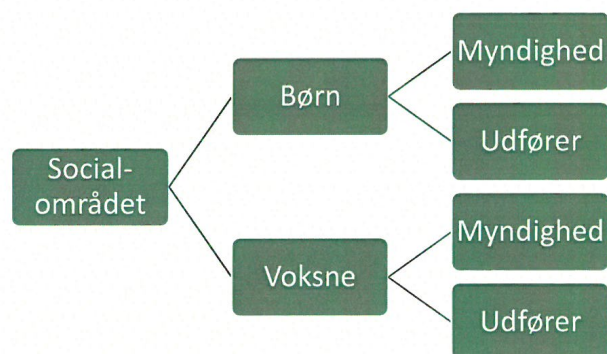 Social-
området
Børn
Myndighed
Udfører
Voksne
Myndighed
Udfører